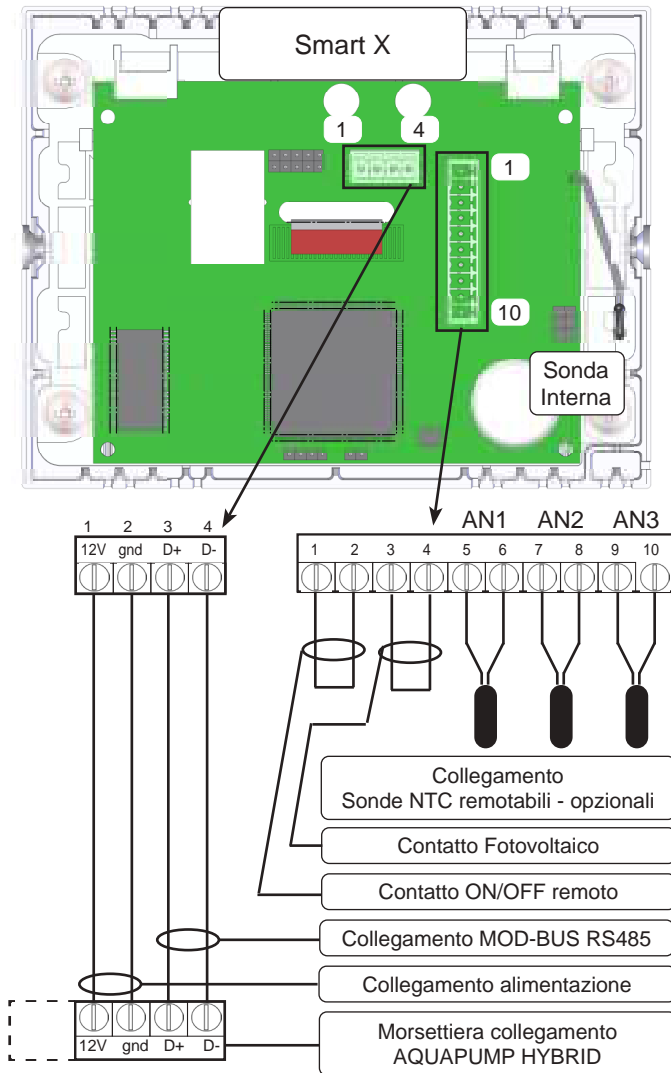 Smart X
1 4
1
10
Sonda
Interna
1 2 3 4
12V gnd D+ D-
AN1 AN2 AN3
1 2 3 4 5 6 7 8 9 10
Collegamento
Sonde NTC remotabili - opzionali
Contatto Fotovoltaico
Contatto ON/OFF remoto
Collegamento MOD-BUS RS485
Collegamento alimentazione
12V gnd D+ D-
Morsettiera collegamento
AQUAPUMP HYBRID